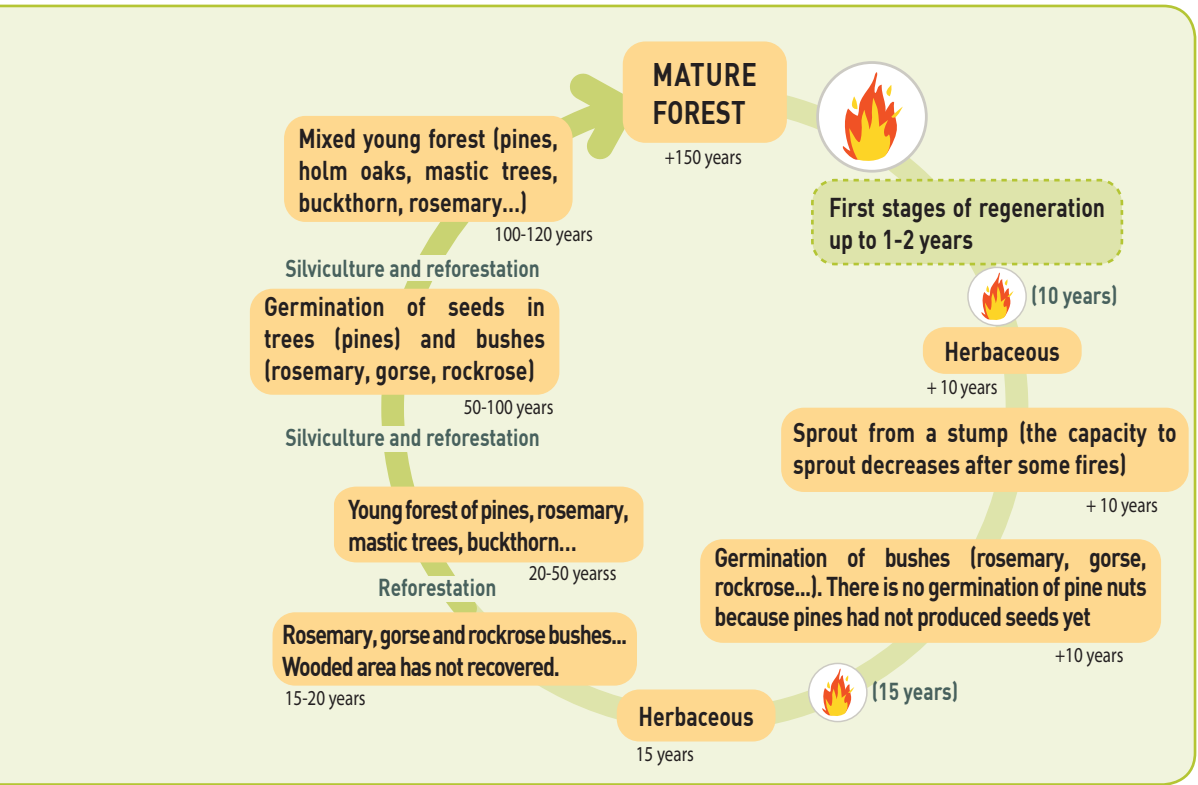 MATURE
FOREST
+150 years
First stages of regeneration
up to 1-2 years
(10 years)
Herbaceous
+ 10 years
Sprout from a stump (the capacity to
sprout decreases after some fires)
+ 10 years
Germination of bushes (rosemary, gorse,
rockrose...). There is no germination of pine nuts
because pines had not produced seeds yet
+10 years
(15 years)
Herbaceous
15 years
Rosemary, gorse and rockrose bushes...
Wooded area has not recovered.
15-20 years
Reforestation
Young forest of pines, rosemary,
mastic trees, buckthorn...
20-50 yearss
Silviculture and reforestation
Germination of seeds in
trees (pines) and bushes
(rosemary, gorse, rockrose)
50-100 years
Silviculture and reforestation
Mixed young forest (pines,
holm oaks, mastic trees,
buckthorn, rosemary...)
100-120 years